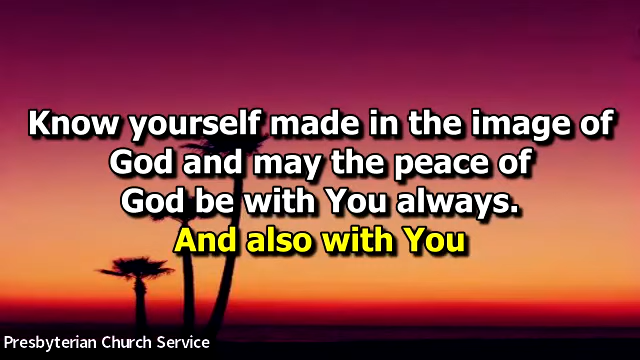 Know yourself made in the image of
God and may the peace of
God be with You always.
And also with You
Presbyterian Church Service